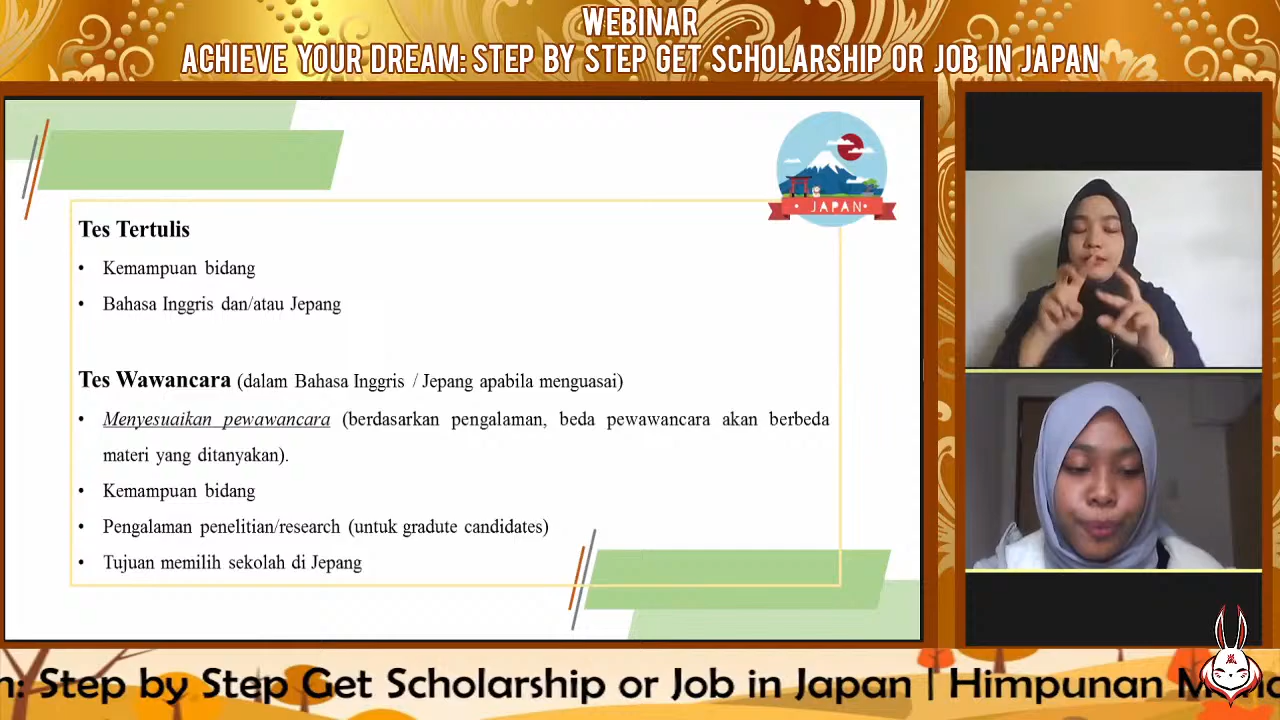 WEBINAR
ACHIEVE YOUR DREAM: STEP BY STEP GET SCHOLARSHIP OR JOB IN JAPAN
• JAPAN •
Tes Tertulis
• Kemampuan bidang
• Bahasa Inggris dan/atau Jepang
Tes Wawancara (dalam Bahasa Inggris / Jepang apabila menguasai)
• Menyesuaikan pewawancara (berdasarkan pengalaman, beda pewawancara akan berbeda
materi yang ditanyakan).
• Kemampuan bidang
• Pengalaman penelitian/research (untuk gradute candidates)
• Tujuan memilih sekolah di Jepang
n: Step by Step Get Scholarship or Job in Japan | Himpunan